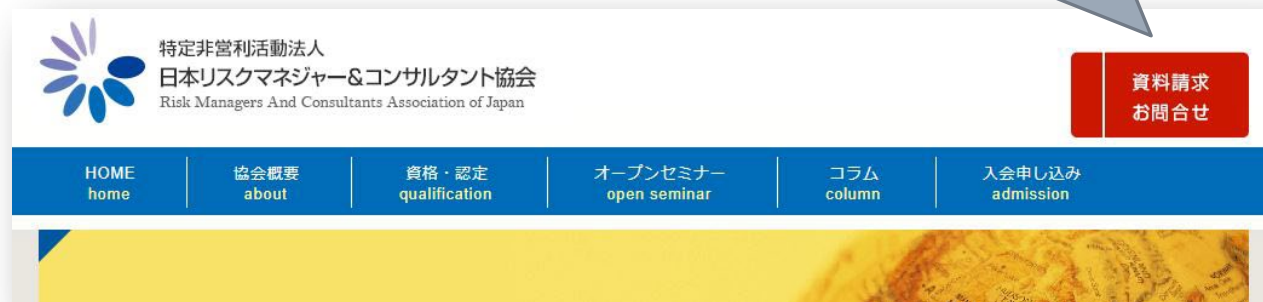 特定非営利活動法人
日本リスクマネジャー&コンサルタント協会
Risk Managers And Consultants Association of Japan
資料請求
お問合せ
HOME
home
協会概要
about
資格・認定
qualification
オープンセミナー
open seminar
コラム
column
入会申し込み
admission